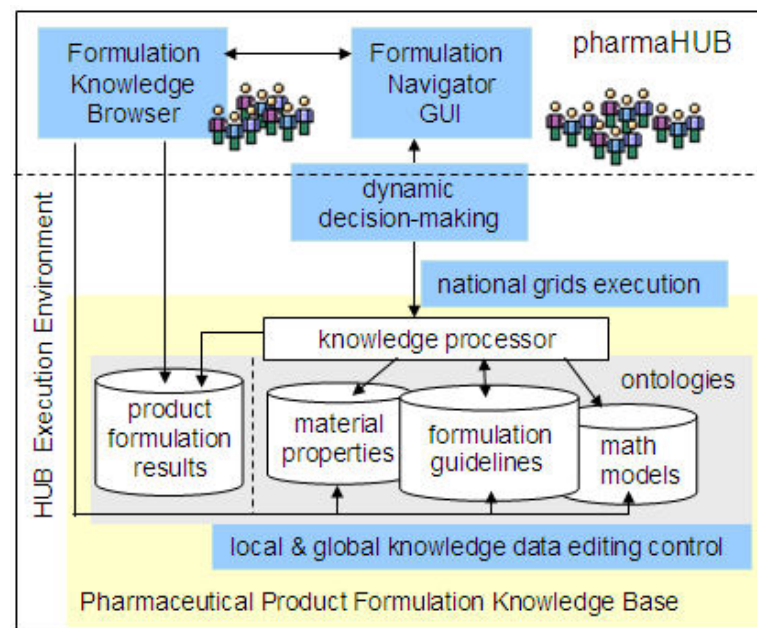 Formulation
Knowledge
Browser
Formulation
Navigator
GUI
pharmaHUB
dynamic
decision-making
national grids execution
HUB Execution Environment
knowledge processor
ontologies
product
formulation
results
material
properties
formulation
guidelines
math
models
local & global knowledge data editing control
Pharmaceutical Product Formulation Knowledge Base